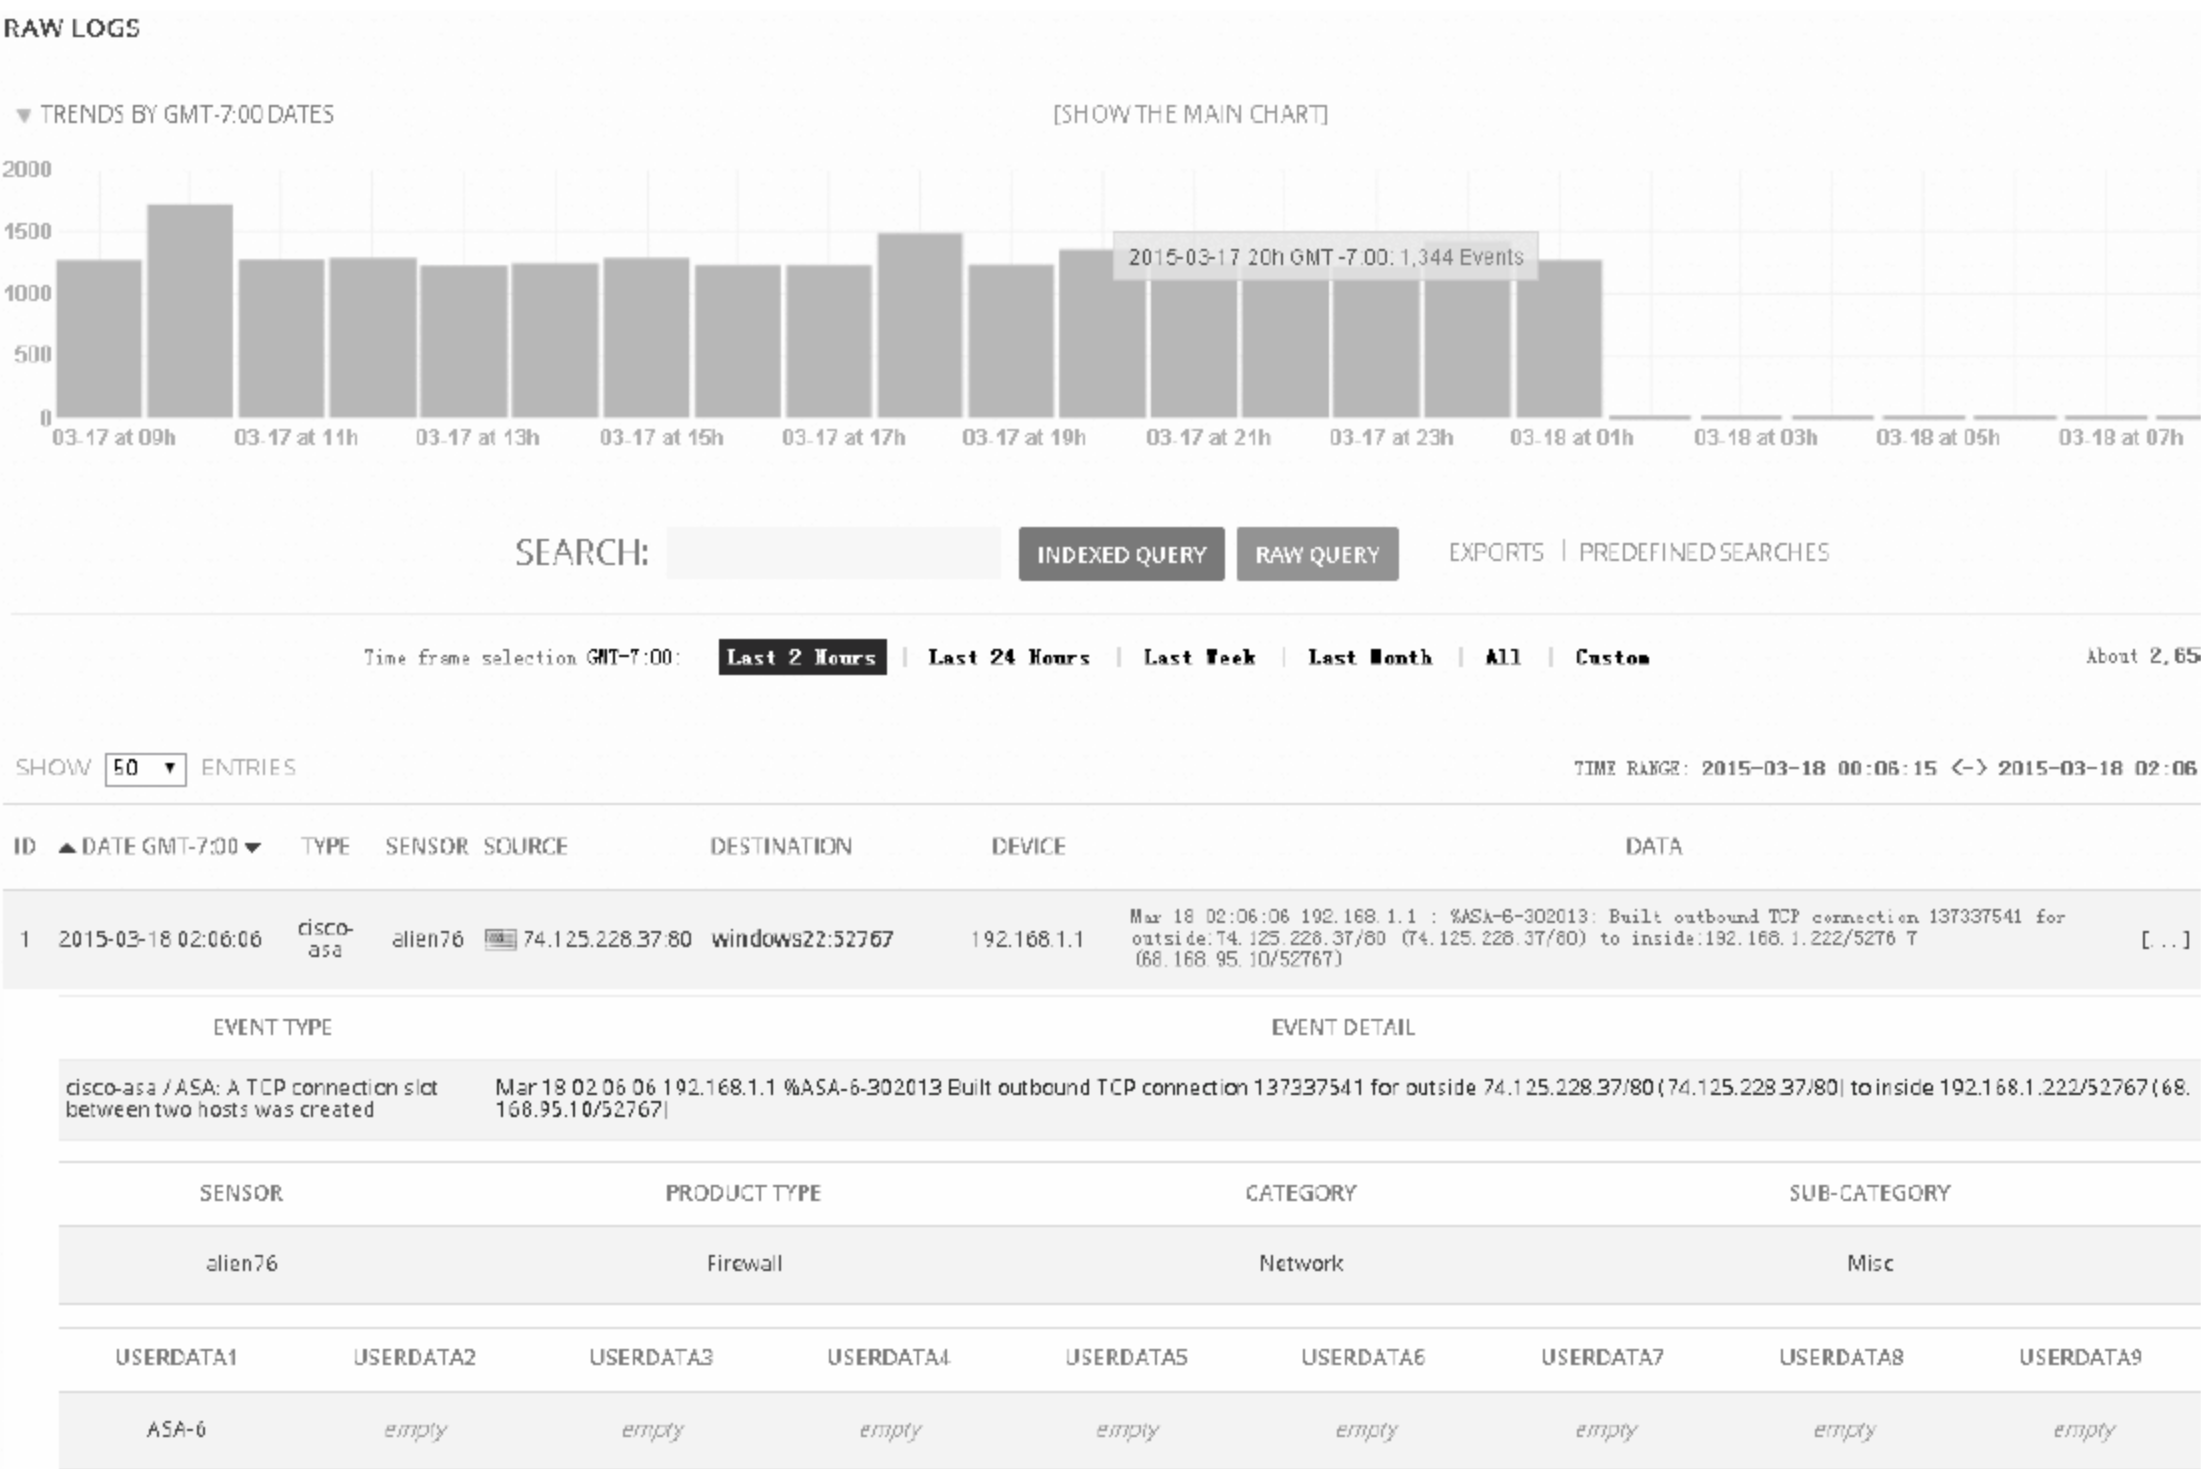 RAW LOGS
▼ TRENDS BY GMT-7:00 DATES
[SHOW THE MAIN CHART]
2000
1500
1000
500
0
2015-03-17 20h GMT -7:00: 1,344 Events
03-17 at 09h 03-17 at 11h 03-17 at 13h 03-17 at 15h 03-17 at 17h 03-17 at 19h 03-17 at 21h 03-17 at 23h 03-18 at 01h 03-18 at 03h 03-18 at 05h 03-18 at 07h
SEARCH: INDEXED QUERY RAW QUERY EXPORTS | PREDEFINED SEARCHES
Time frame selection GMT-7:00: Last 2 Hours | Last 24 Hours | Last Week | Last Month | All | Custom About 2,65
SHOW 50 ▼ ENTRIES TIME RANGE: 2015-03-18 00:06:15 <-> 2015-03-18 02:06
ID ▲ DATE GMT-7:00 ▼ TYPE SENSOR SOURCE DESTINATION DEVICE DATA
1 2015-03-18 02:06:06 cisco-asa alien76 74.125.228.37:80 windows22:52767 192.168.1.1
Mar 18 02:06:06 192.168.1.1 : %ASA-6-302013: Built outbound TCP connection 137337541 for
outside:74.125.228.37/80 (74.125.228.37/80) to inside:192.168.1.222/5276 7
(68.168.95.10/52767)
[...]
EVENT TYPE EVENT DETAIL
cisco-asa / ASA: A TCP connection slot
between two hosts was created
Mar 18 02 06 06 192.168.1.1 %ASA-6-302013 Built outbound TCP connection 137337541 for outside 74.125.228.37/80 (74.125.228.37/80| to inside 192.168.1.222/52767 (68.
168.95.10/52767|
SENSOR PRODUCT TYPE CATEGORY SUB-CATEGORY
alien76 Firewall Network Misc
USERDATA1 USERDATA2 USERDATA3 USERDATA4 USERDATA5 USERDATA6 USERDATA7 USERDATA8 USERDATA9
ASA-6 empty empty empty empty empty empty empty empty